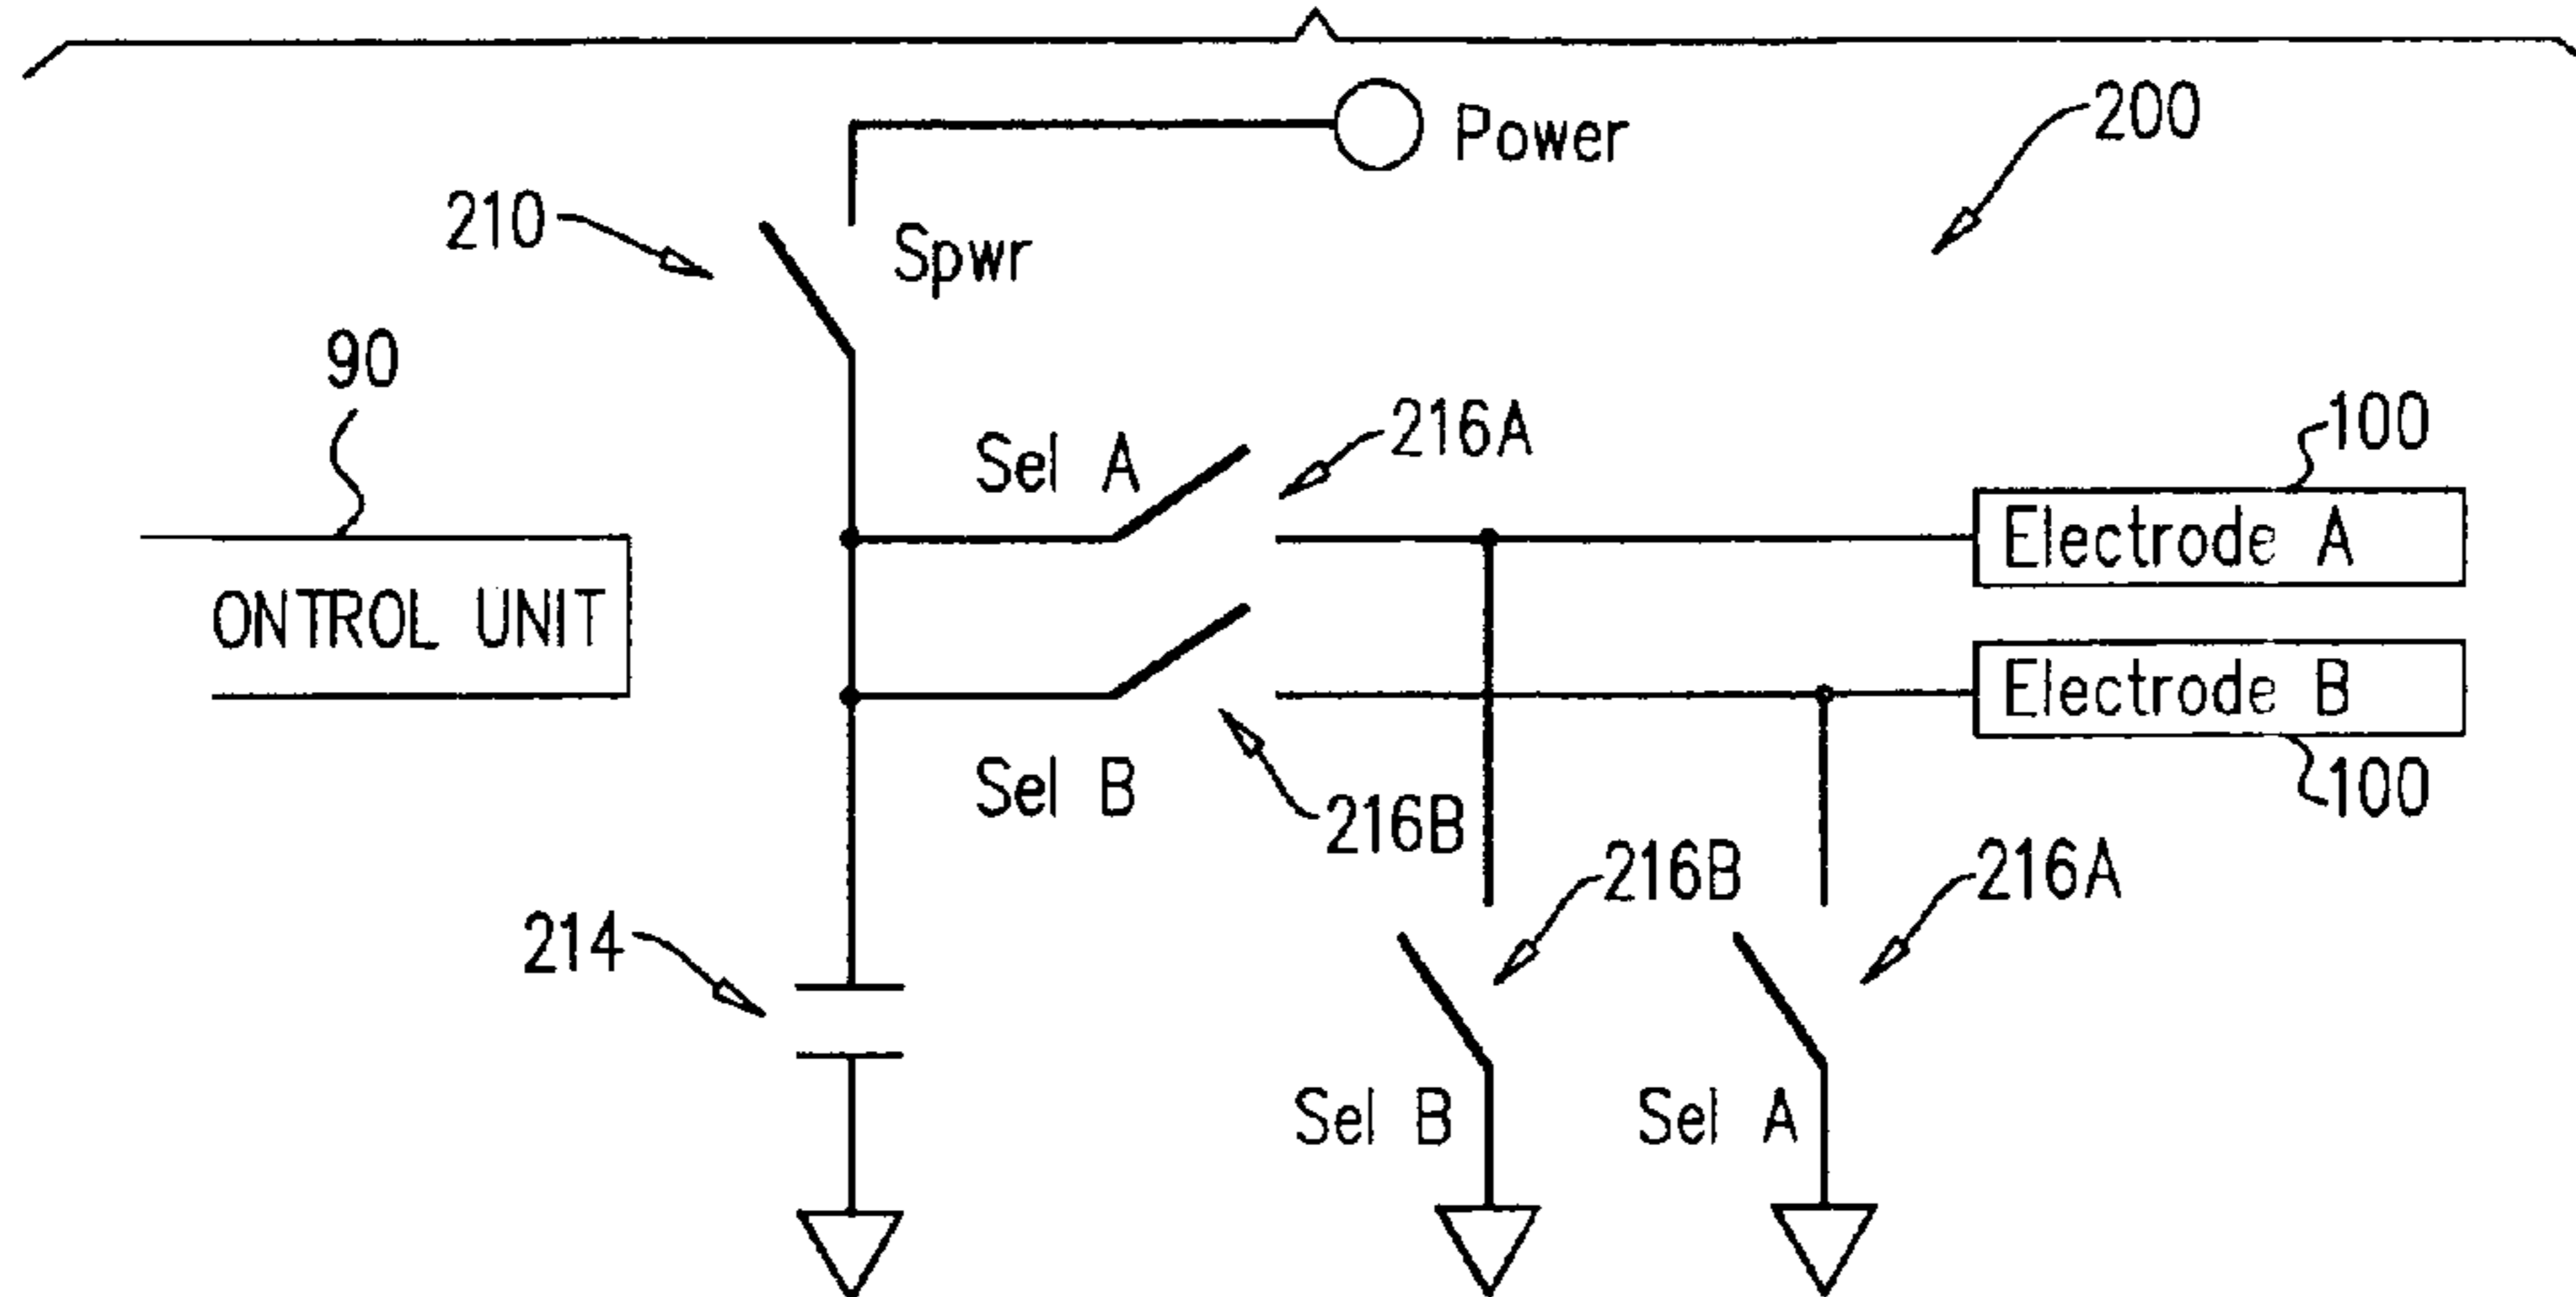 200
Power
210
Spwr
90
Sel A
216A
100
Electrode A
ONTROL UNIT
Electrode B
Sel B
100
216B
216B
216A
214
Sel B
Sel A